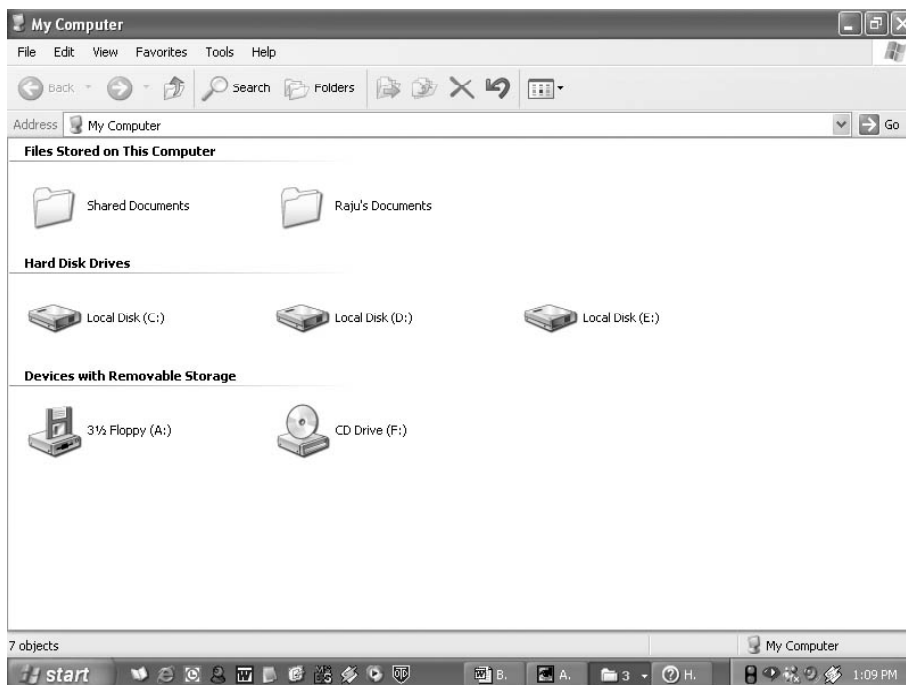 My Computer
File Edit View Favorites Tools Help
Back Search Folders
Address My Computer Go
Files Stored on This Computer
Shared Documents Raju's Documents
Hard Disk Drives
Local Disk (C:) Local Disk (D:) Local Disk (E:)
Devices with Removable Storage
3½ Floppy (A:) CD Drive (F:)
7 objects My Computer
start B. A. 3 H. 1:09 PM